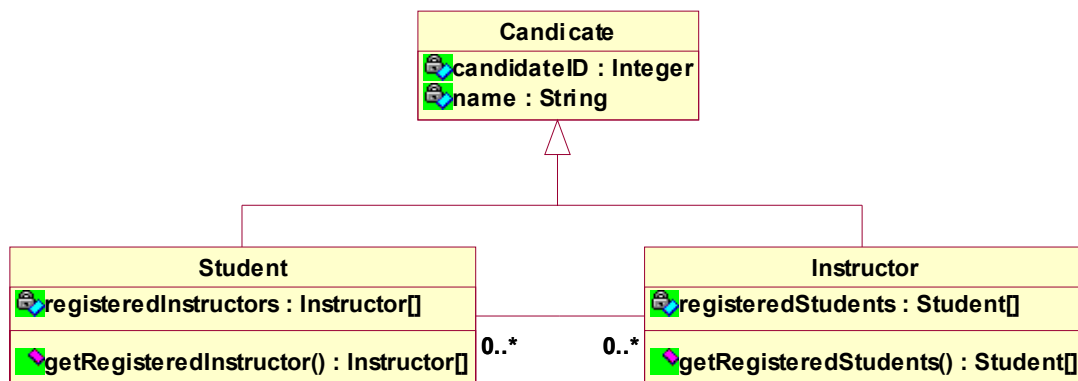 Candicate
candidateID : Integer
name : String
Student
registeredInstructors : Instructor[]
getRegisteredInstructor() : Instructor[]
0..*
0..*
Instructor
registeredStudents : Student[]
getRegisteredStudents() : Student[]